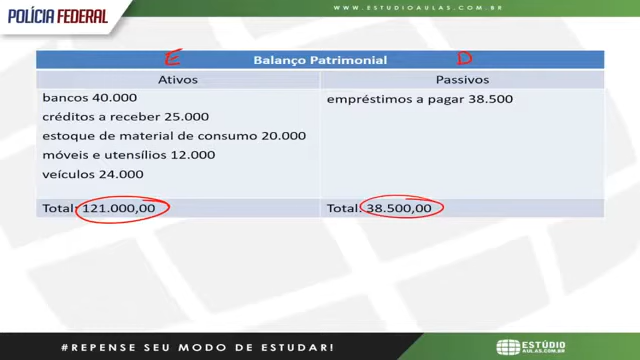 POLÍCIA
FEDERAL
WWW.ESTUDIOAULAS.COM.BR
E
D
Balanço Patrimonial
Ativos
Passivos
bancos 40.000
créditos a receber 25.000
estoque de material de consumo 20.000
móveis e utensílios 12.000
veículos 24.000
empréstimos a pagar 38.500
Total: 121.000,00
Total: 38.500,00
#REPENSE SEU MODO DE ESTUDAR!
ESTÚDIO
AULAS.COM.BR